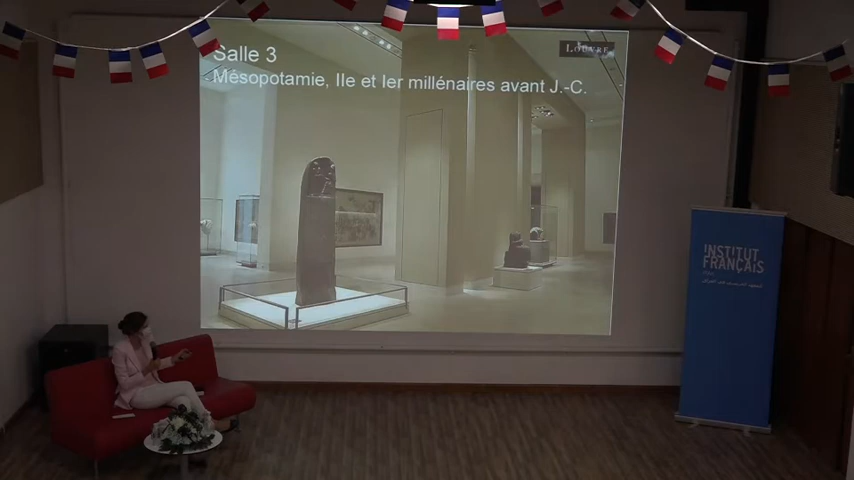 Salle 3
LOUVRE
Mésopotamie, IIe et Ier millénaires avant J.-C.
INSTITUT
FRANÇAIS